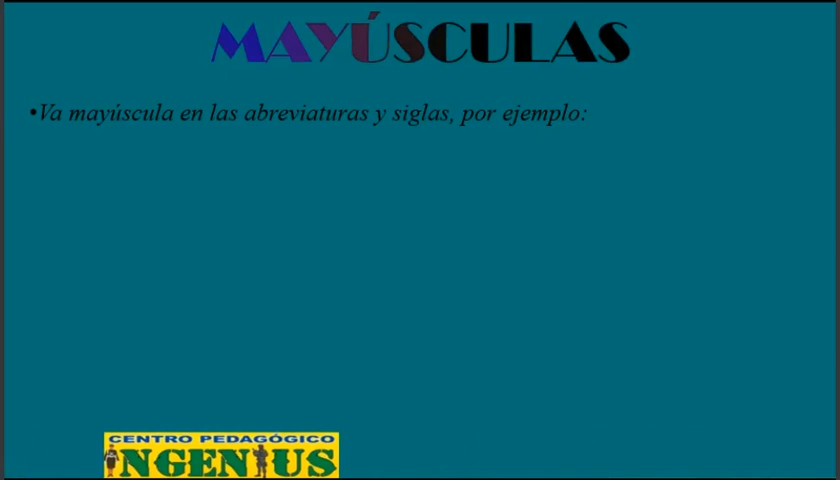 MAYÚSCULAS
•Va mayúscula en las abreviaturas y siglas, por ejemplo:
CENTRO PEDAGÓGICO
INGENIUS